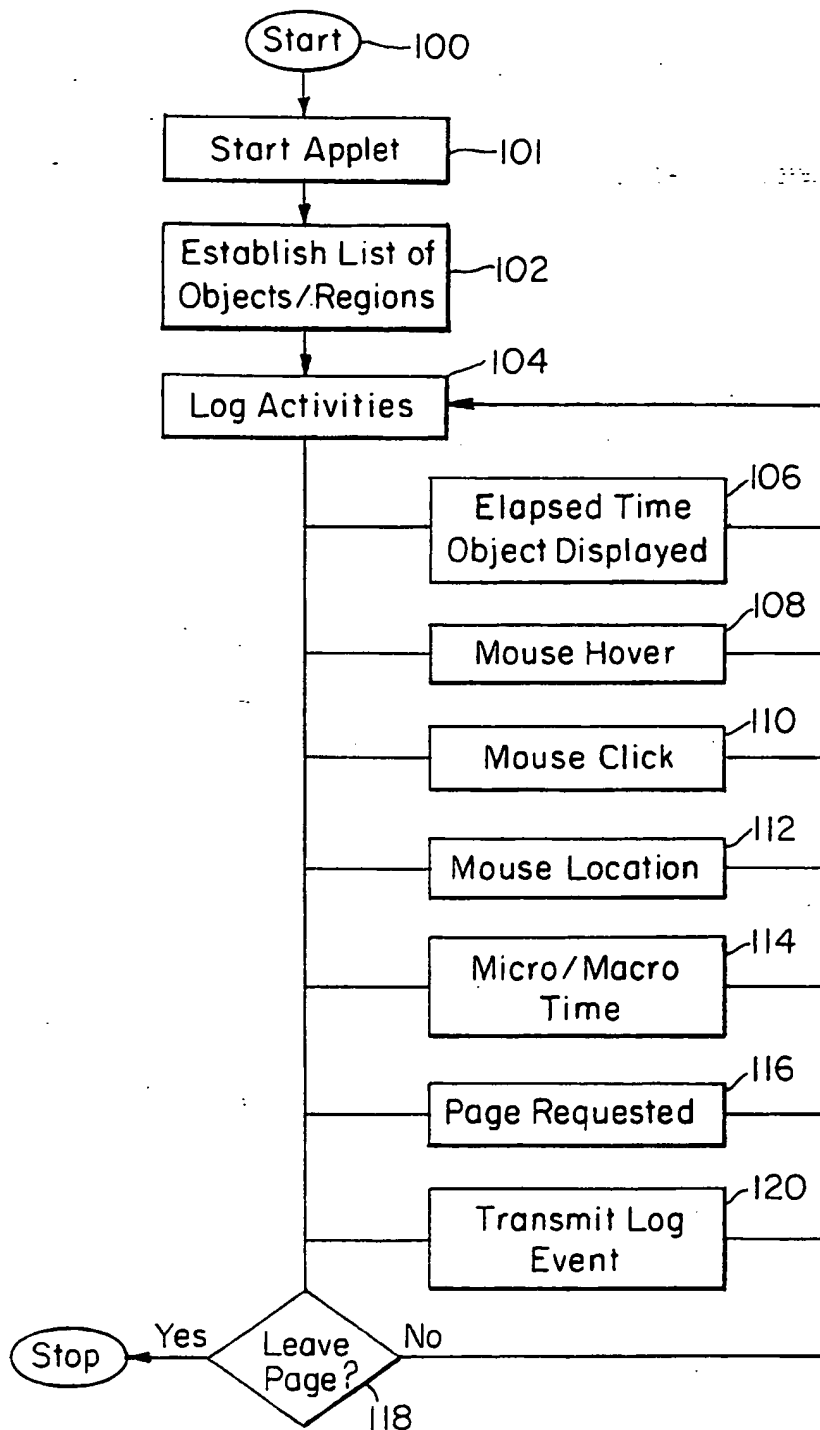 Start
100
Start Applet
101
Establish List of
Objects/Regions
102
104
Log Activities
106
Elapsed Time
Object Displayed
108
Mouse Hover
110
Mouse Click
112
Mouse Location
114
Micro/Macro
Time
116
Page Requested
120
Transmit Log
Event
Stop
Yes
Leave
Page?
No
118